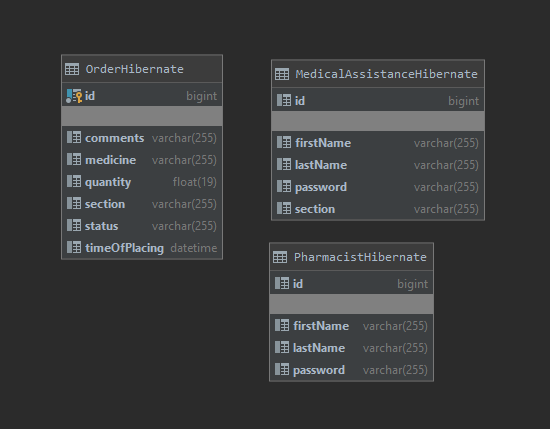 OrderHibernate
id bigint
comments varchar(255)
medicine varchar(255)
quantity float(19)
section varchar(255)
status varchar(255)
timeOfPlacing datetime
MedicalAssistanceHibernate
id bigint
firstName varchar(255)
lastName varchar(255)
password varchar(255)
section varchar(255)
PharmacistHibernate
id bigint
firstName varchar(255)
lastName varchar(255)
password varchar(255)